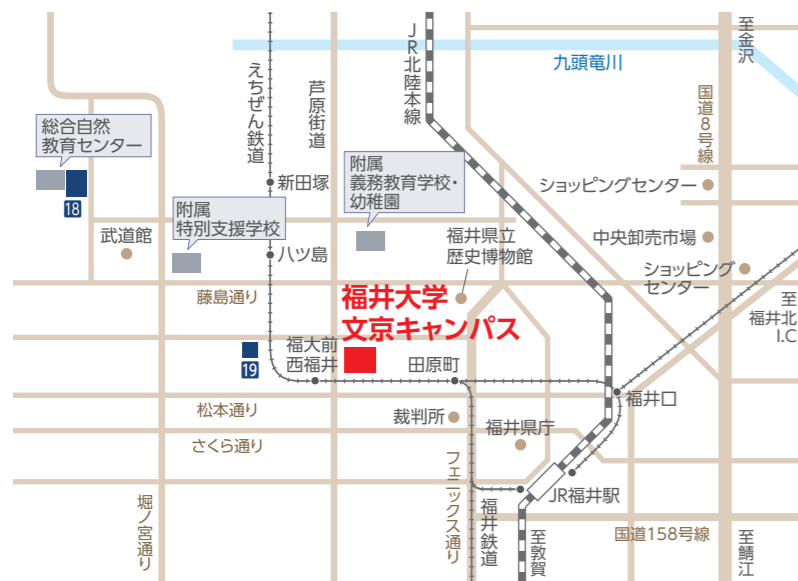 JR北陸本線
至金沢
九頭竜川
えちぜん鉄道
芦原街道
国道8号線
総合自然
教育センター
附属
義務教育学校・
幼稚園
新田塚
ショッピングセンター
18
附属
特別支援学校
武道館
福井県立
歴史博物館
中央卸売市場
八ツ島
ショッピング
センター
藤島通り
福井大学
文京キャンパス
至
福井北
I.C
19
福大前
西福井
田原町
福井口
松本通り
裁判所
福井県庁
さくら通り
フェニックス通り
JR福井駅
堀ノ宮通り
福井鉄道
至敦賀
国道158号線
至鯖江